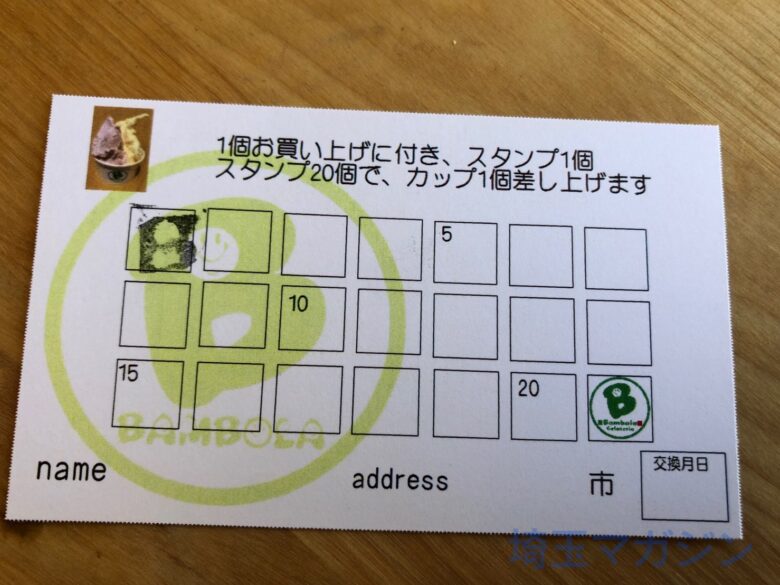 1個お買い上げに付き、スタンプ1個
スタンプ20個で、カップ1個差し上げます
5
10
15
20
B
Bambola
Gelateria
BAMBOLA
name
address
市
交換月日
埼玉マガジン